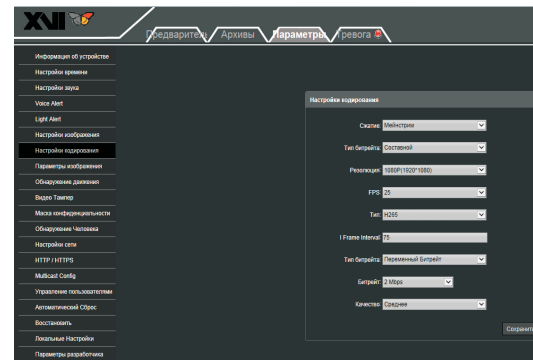 XVI
Предварител Архивы Параметры Тревога
Информация об устройстве
Настройки времени
Настройки звука
Voice Alert
Light Alert
Настройки изображения
Настройки кодирования
Параметры изображения
Обнаружение движения
Видео Тампер
Маска конфиденциальности
Обнаружение Человека
Настройки сети
HTTP / HTTPS
Multicast Config
Управление пользователями
Автоматический Сброс
Восстановить
Локальные Настройки
Параметры разработчика
Настройки кодирования
Сжатие Мейнстрим
Тип битрейта Составной
Резолюция 1080P(1920*1080)
FPS 25
Тип H265
I Frame Interval 75
Тип битрейта Переменный Битрейт
Битрейт 2 Mbps
Качество Среднее
Сохранить